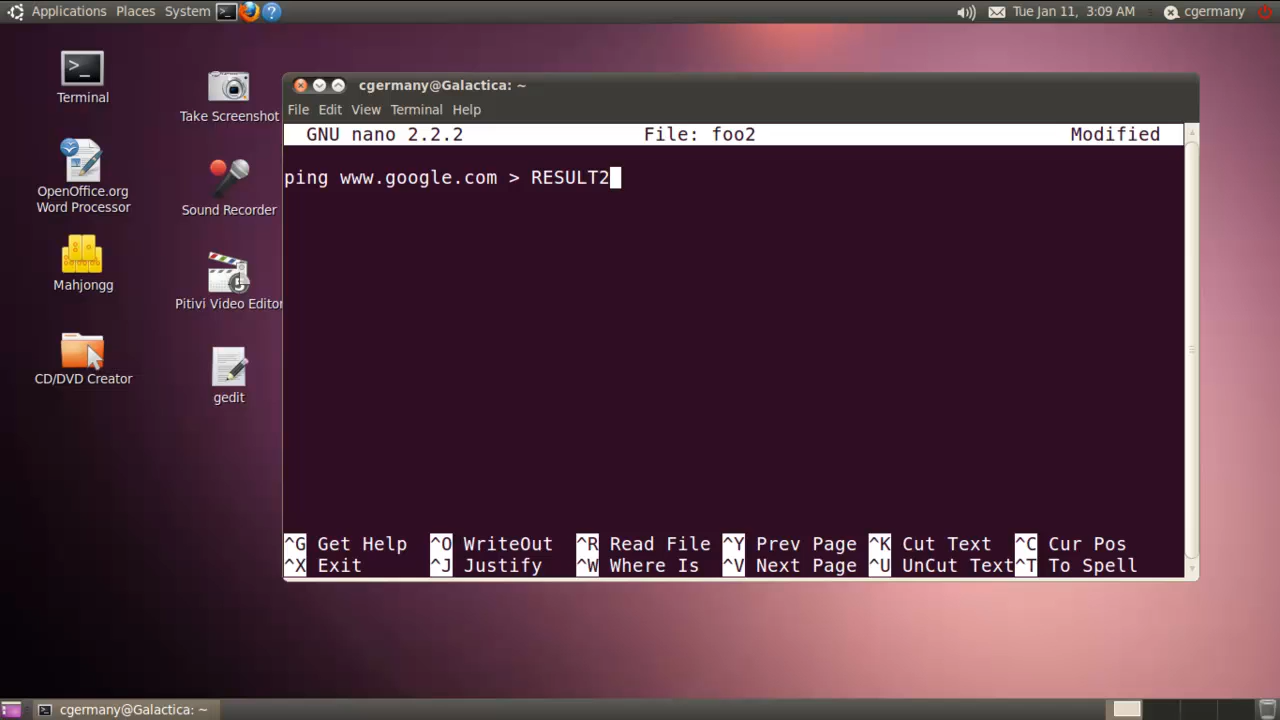 Applications Places System
Tue Jan 11, 3:09 AM cgermany
Terminal
Take Screenshot
OpenOffice.org
Word Processor
Sound Recorder
Mahjongg
Pitivi Video Editor
CD/DVD Creator
gedit
cgermany@Galactica: ~
File Edit View Terminal Help
GNU nano 2.2.2 File: foo2 Modified
ping www.google.com > RESULT2
^G Get Help ^O WriteOut ^R Read File ^Y Prev Page ^K Cut Text ^C Cur Pos
^X Exit ^J Justify ^W Where Is ^V Next Page ^U UnCut Text ^T To Spell
cgermany@Galactica: ~